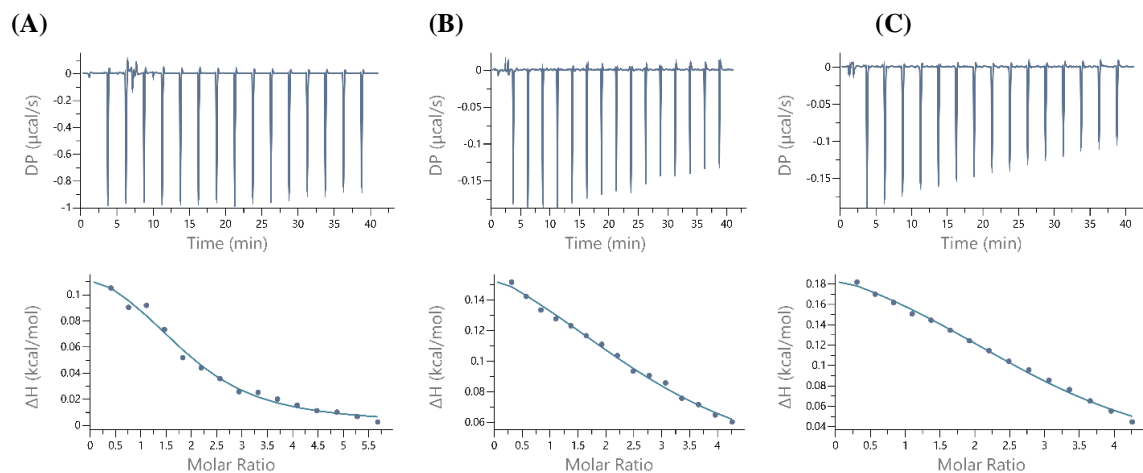 (A)
0
-0.2
-0.4
-0.6
-0.8
-1
DP (µcal/s)
0 5 10 15 20 25 30 35 40
Time (min)
0.1
0.08
0.06
0.04
0.02
0
ΔH (kcal/mol)
0 0.5 1 1.5 2 2.5 3 3.5 4 4.5 5 5.5
Molar Ratio
(B)
0
-0.05
-0.1
-0.15
DP (µcal/s)
0 5 10 15 20 25 30 35 40
Time (min)
0.14
0.12
0.1
0.08
0.06
ΔH (kcal/mol)
0 0.5 1 1.5 2 2.5 3 3.5 4
Molar Ratio
(C)
0
-0.05
-0.1
-0.15
DP (µcal/s)
0 5 10 15 20 25 30 35 40
Time (min)
0.18
0.16
0.14
0.12
0.1
0.08
0.06
0.04
ΔH (kcal/mol)
0 0.5 1 1.5 2 2.5 3 3.5 4
Molar Ratio